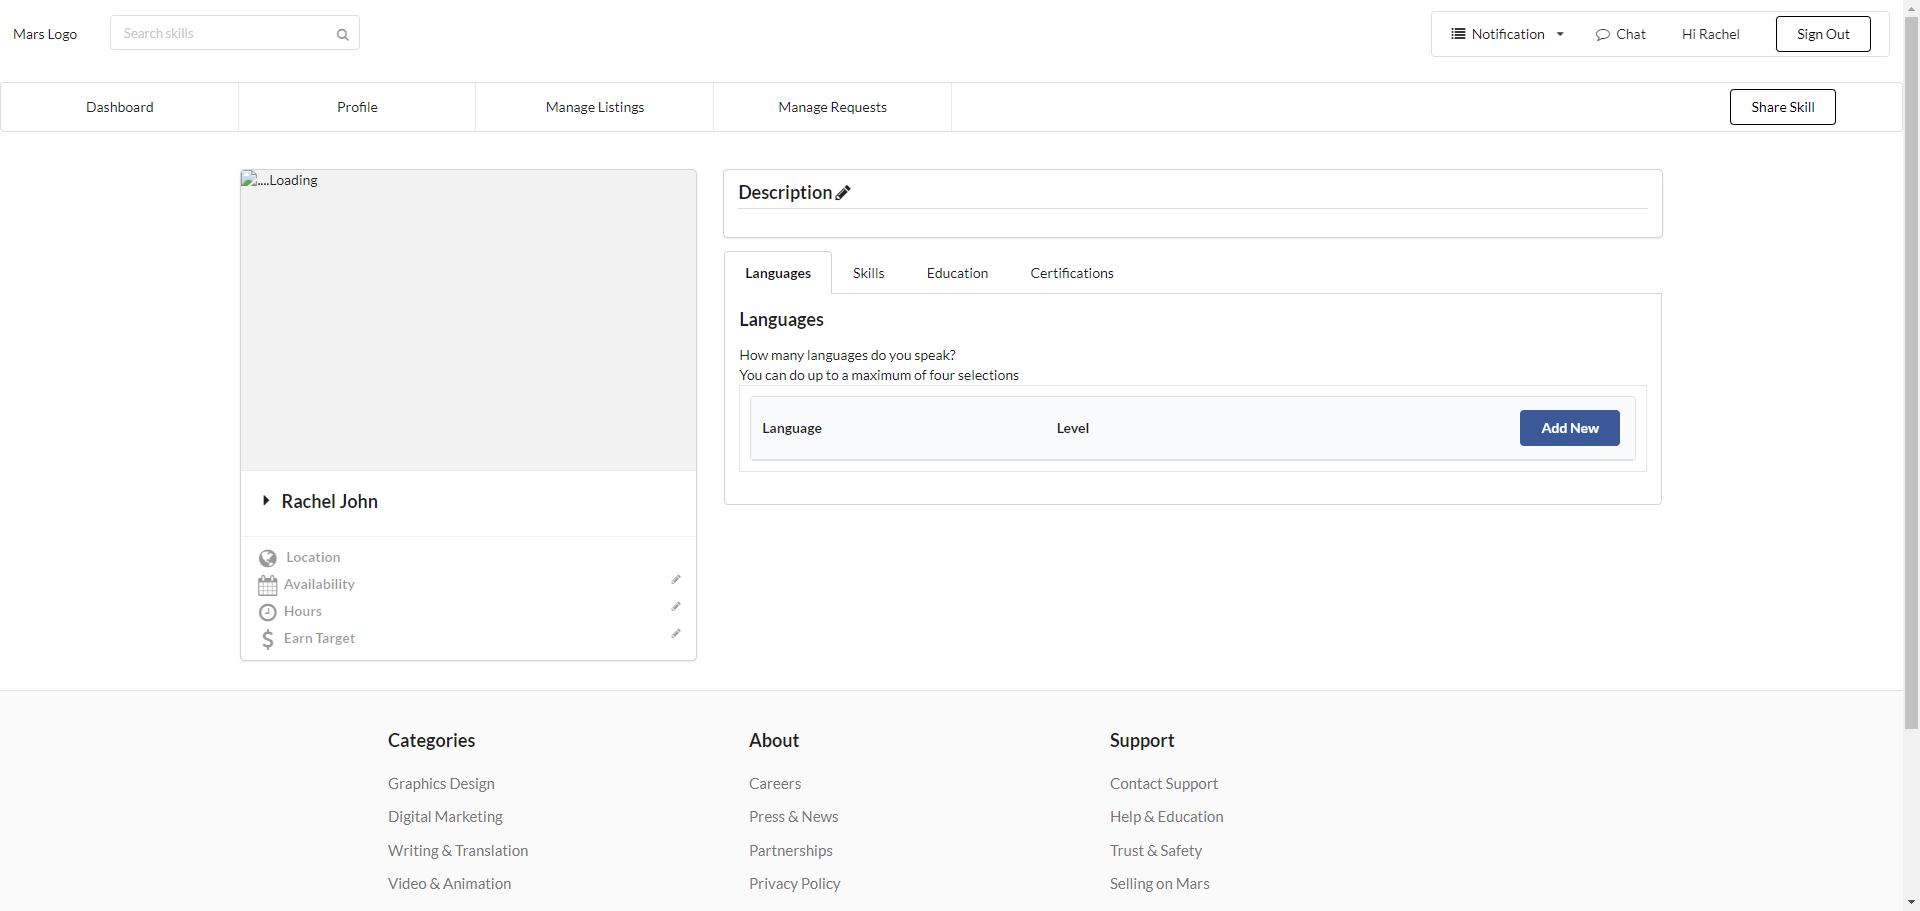 Mars Logo
Search skills
Notification
Chat
Hi Rachel
Sign Out
Dashboard
Profile
Manage Listings
Manage Requests
Share Skill
....Loading
Rachel John
Location
Availability
Hours
Earn Target
Description
Languages
Skills
Education
Certifications
Languages
How many languages do you speak?
You can do up to a maximum of four selections
Language
Level
Add New
Categories
Graphics Design
Digital Marketing
Writing & Translation
Video & Animation
About
Careers
Press & News
Partnerships
Privacy Policy
Support
Contact Support
Help & Education
Trust & Safety
Selling on Mars